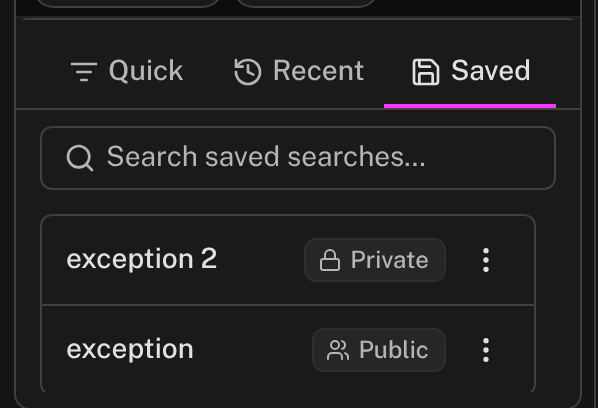 Quick Recent Saved
Search saved searches...
exception 2 Private
exception Public